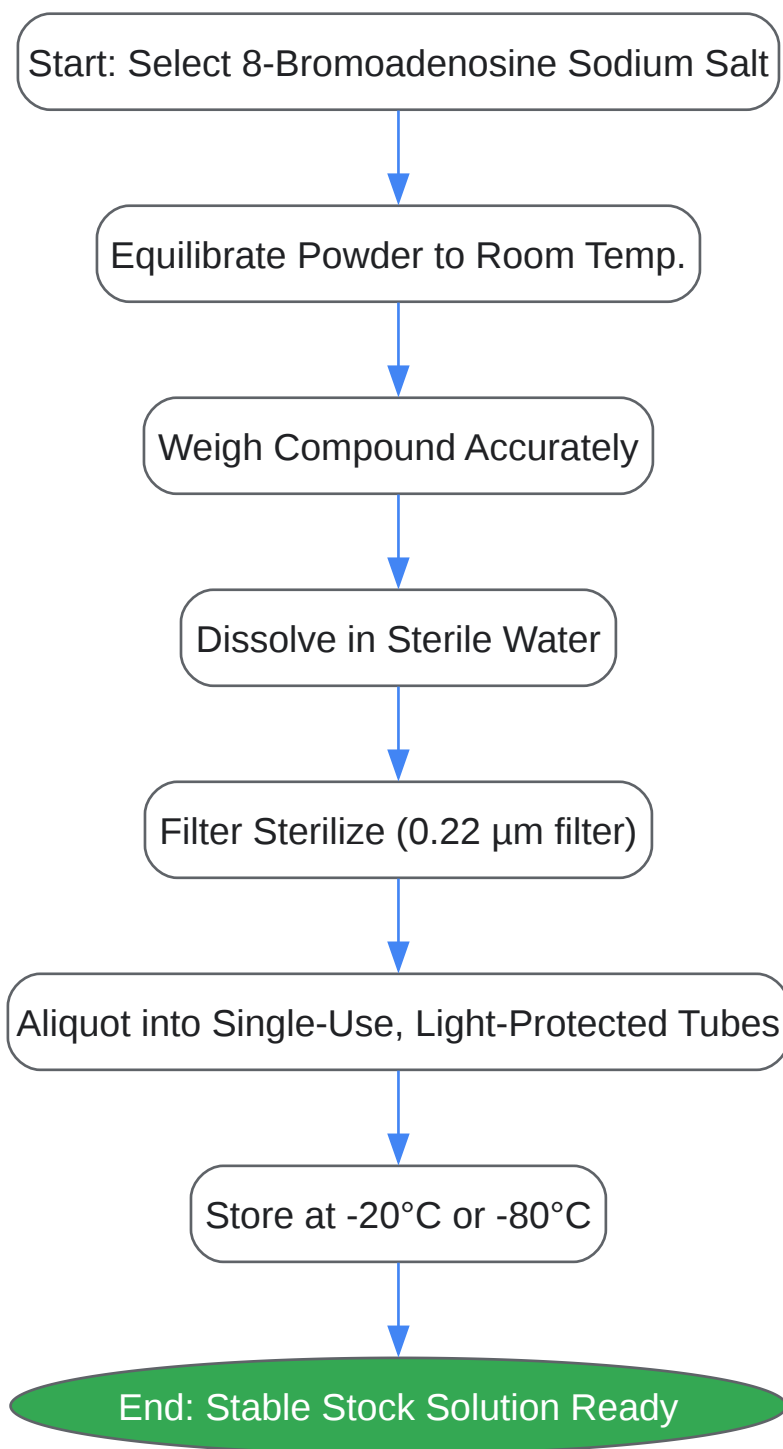 Start: Select 8-Bromoadenosine Sodium Salt
Equilibrate Powder to Room Temp.
Weigh Compound Accurately
Dissolve in Sterile Water
Filter Sterilize (0.22 µm filter)
Aliquot into Single-Use, Light-Protected Tubes
Store at -20°C or -80°C
End: Stable Stock Solution Ready